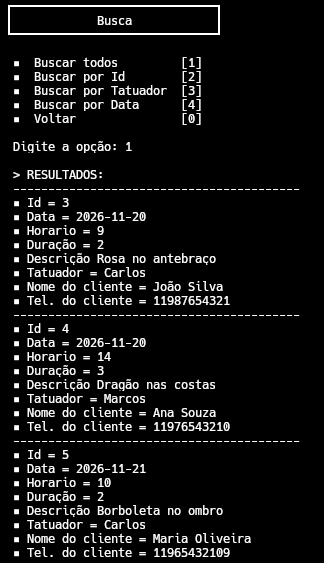 Busca
▪ Buscar todos [1]
▪ Buscar por Id [2]
▪ Buscar por Tatuador [3]
▪ Buscar por Data [4]
▪ Voltar [0]
Digite a opção: 1
> RESULTADOS:
-----------------------------------------
▪ Id = 3
▪ Data = 2026-11-20
▪ Horario = 9
▪ Duração = 2
▪ Descrição Rosa no antebraço
▪ Tatuador = Carlos
▪ Nome do cliente = João Silva
▪ Tel. do cliente = 11987654321
-----------------------------------------
▪ Id = 4
▪ Data = 2026-11-20
▪ Horario = 14
▪ Duração = 3
▪ Descrição Dragão nas costas
▪ Tatuador = Marcos
▪ Nome do cliente = Ana Souza
▪ Tel. do cliente = 11976543210
-----------------------------------------
▪ Id = 5
▪ Data = 2026-11-21
▪ Horario = 10
▪ Duração = 2
▪ Descrição Borboleta no ombro
▪ Tatuador = Carlos
▪ Nome do cliente = Maria Oliveira
▪ Tel. do cliente = 11965432109